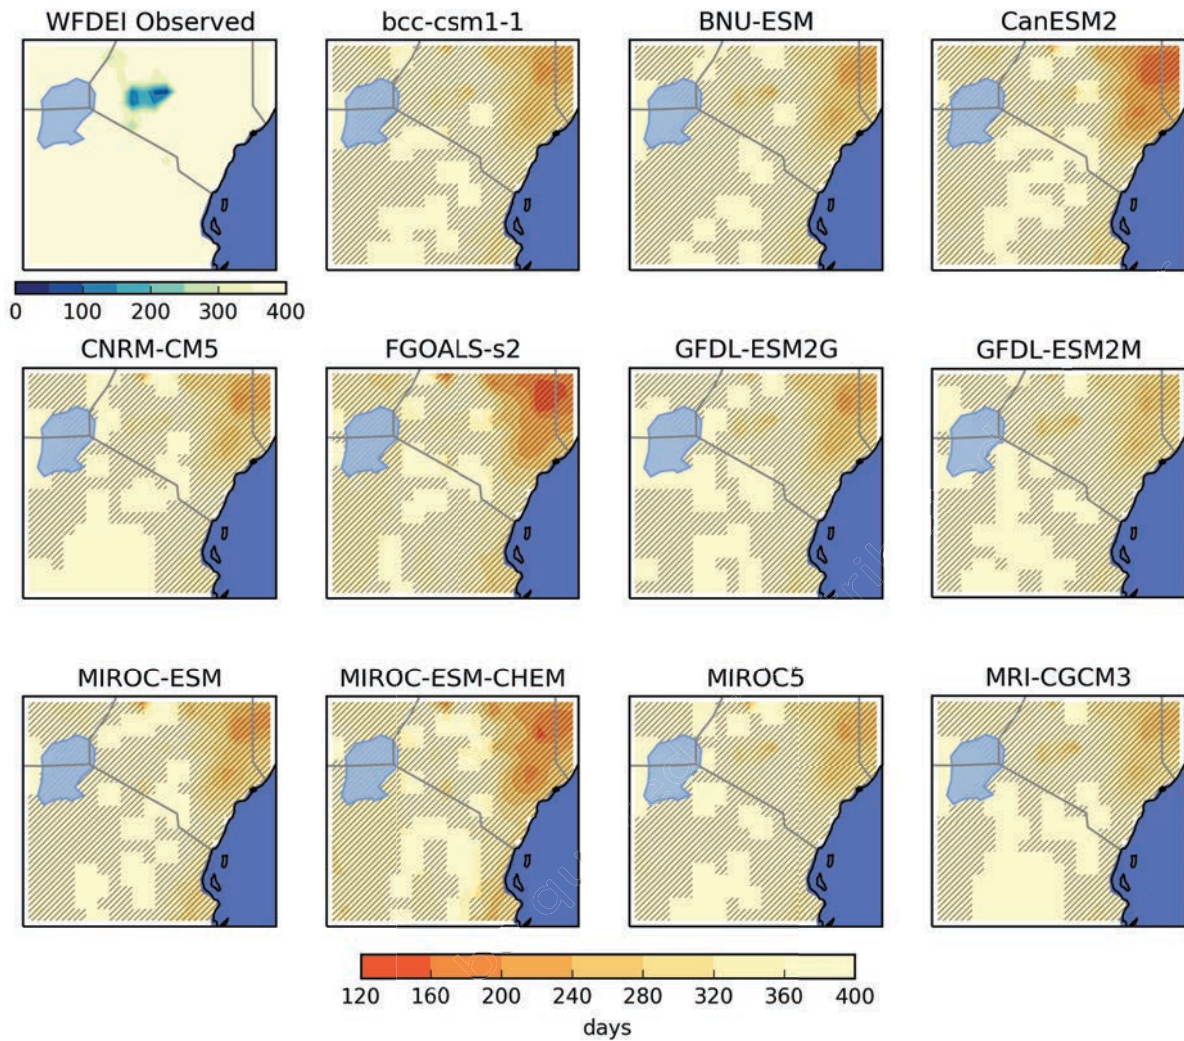 WFDEI Observed
bcc-csm1-1
BNU-ESM
CanESM2
0 100 200 300 400
CNRM-CM5
FGOALS-s2
GFDL-ESM2G
GFDL-ESM2M
MIROC-ESM
MIROC-ESM-CHEM
MIROC5
MRI-CGCM3
120 160 200 240 280 320 360 400
days